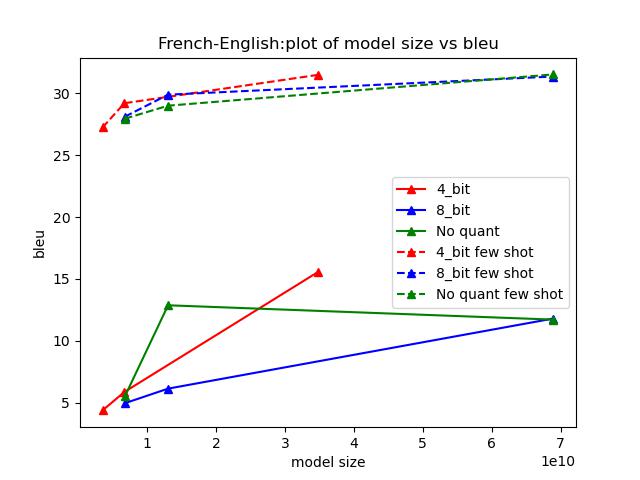 French-English:plot of model size vs bleu
bleu
30
25
20
15
10
5
4_bit
8_bit
No quant
4_bit few shot
8_bit few shot
No quant few shot
1 2 3 4 5 6 7
1e10
model size